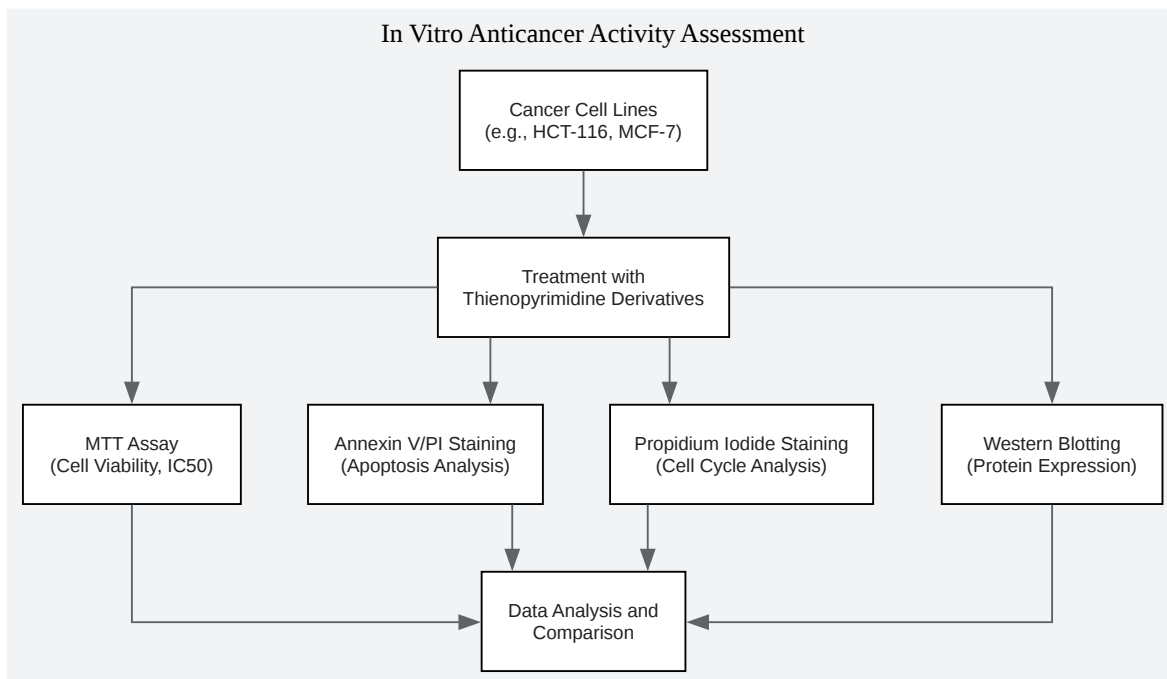 In Vitro Anticancer Activity Assessment
Cancer Cell Lines
(e.g., HCT-116, MCF-7)
Treatment with
Thienopyrimidine Derivatives
MTT Assay
(Cell Viability, IC50)
Annexin V/PI Staining
(Apoptosis Analysis)
Propidium Iodide Staining
(Cell Cycle Analysis)
Western Blotting
(Protein Expression)
Data Analysis and
Comparison